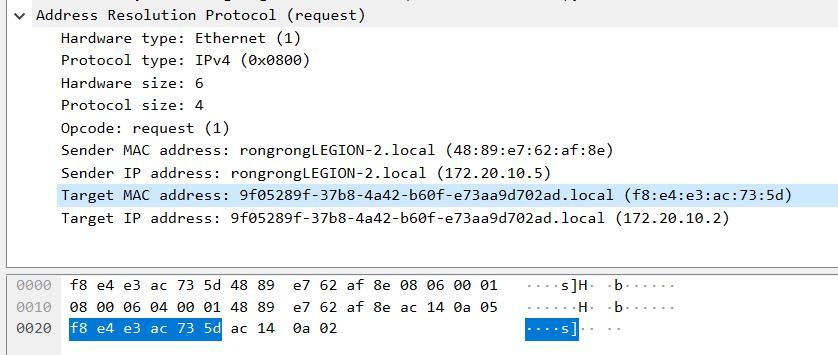 Address Resolution Protocol (request)
Hardware type: Ethernet (1)
Protocol type: IPv4 (0x0800)
Hardware size: 6
Protocol size: 4
Opcode: request (1)
Sender MAC address: rongrongLEGION-2.local (48:89:e7:62:af:8e)
Sender IP address: rongrongLEGION-2.local (172.20.10.5)
Target MAC address: 9f05289f-37b8-4a42-b60f-e73aa9d702ad.local (f8:e4:e3:ac:73:5d)
Target IP address: 9f05289f-37b8-4a42-b60f-e73aa9d702ad.local (172.20.10.2)
0000 f8 e4 e3 ac 73 5d 48 89 e7 62 af 8e 08 06 00 01 ····s]H· ·b······
0010 08 00 06 04 00 01 48 89 e7 62 af 8e ac 14 0a 05 ······H· ·b······
0020 f8 e4 e3 ac 73 5d ac 14 0a 02 ····s]·· ··